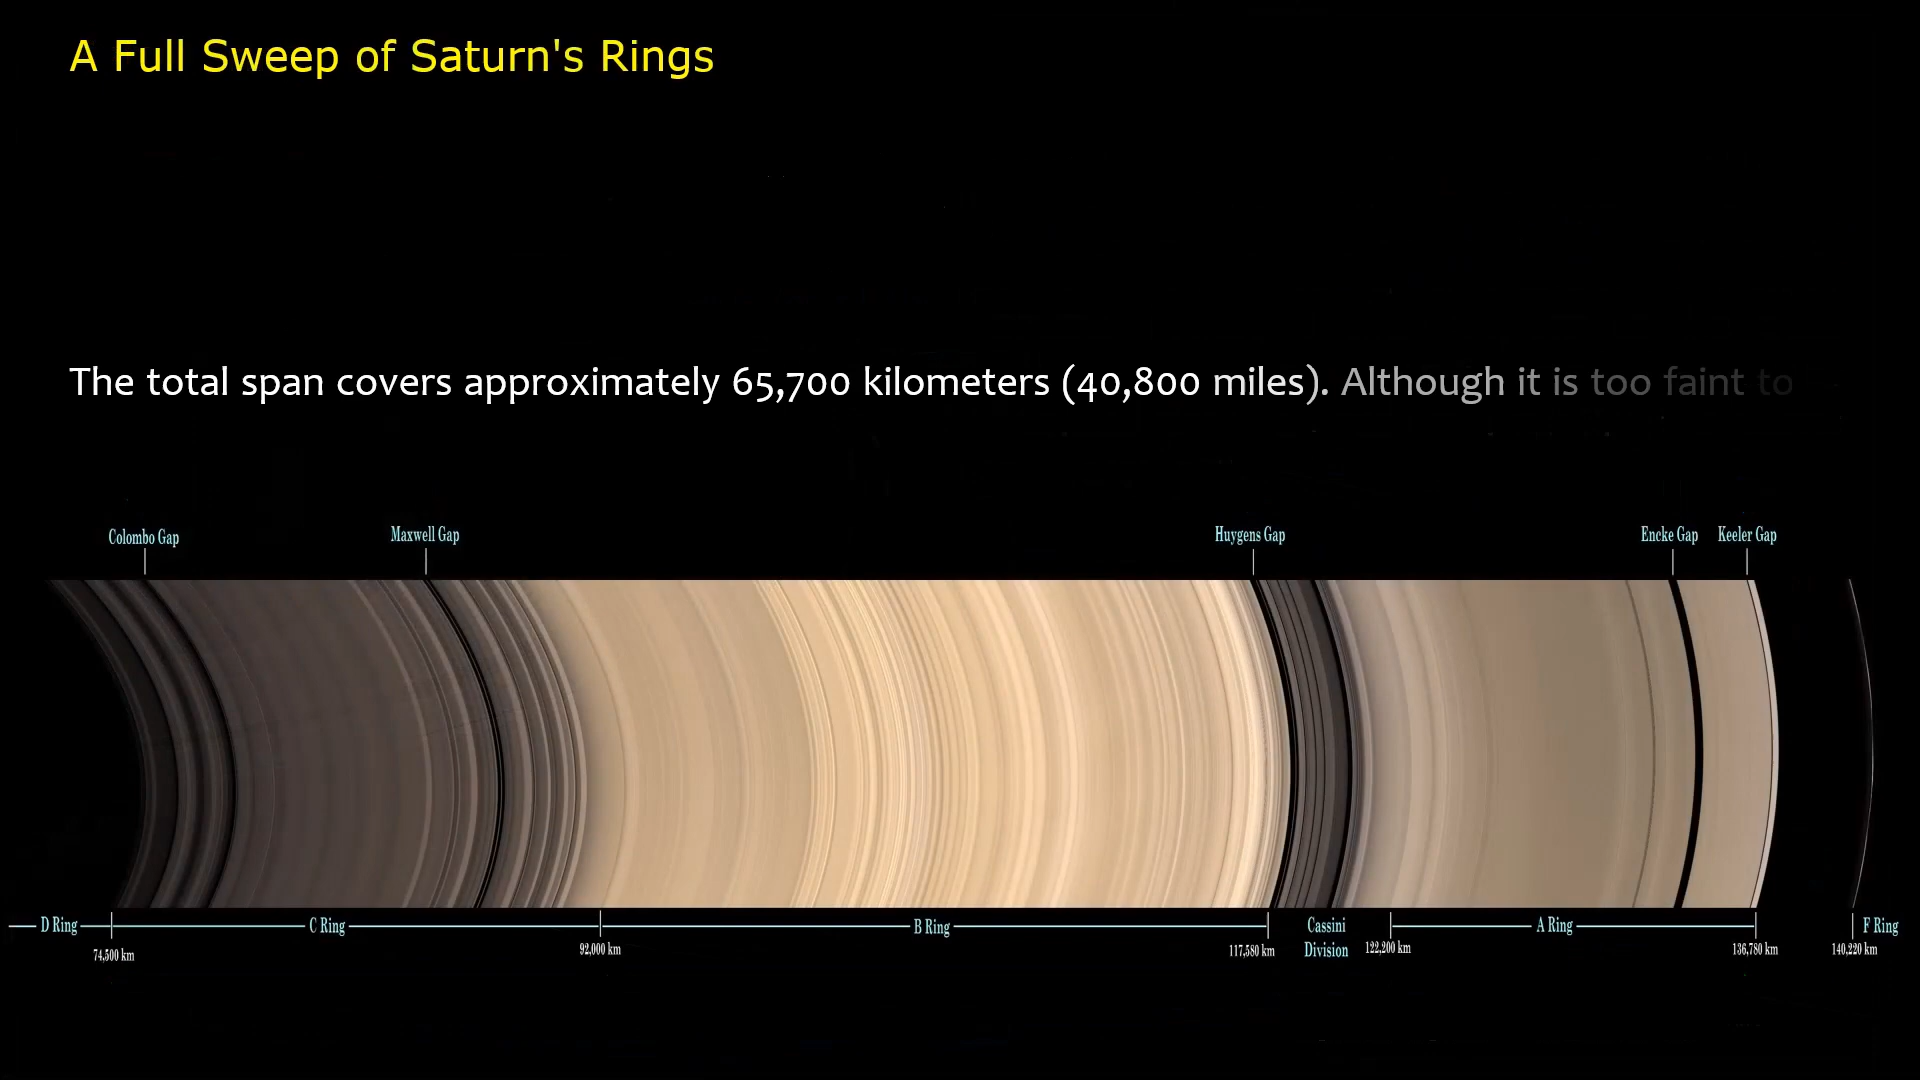 A Full Sweep of Saturn's Rings
The total span covers approximately 65,700 kilometers (40,800 miles). Although it is too faint to
Colombo Gap
Maxwell Gap
Huygens Gap
Encke Gap
Keeler Gap
D Ring
C Ring
B Ring
Cassini
Division
A Ring
F Ring
74,500 km
92,000 km
117,580 km
122,200 km
136,780 km
140,220 km